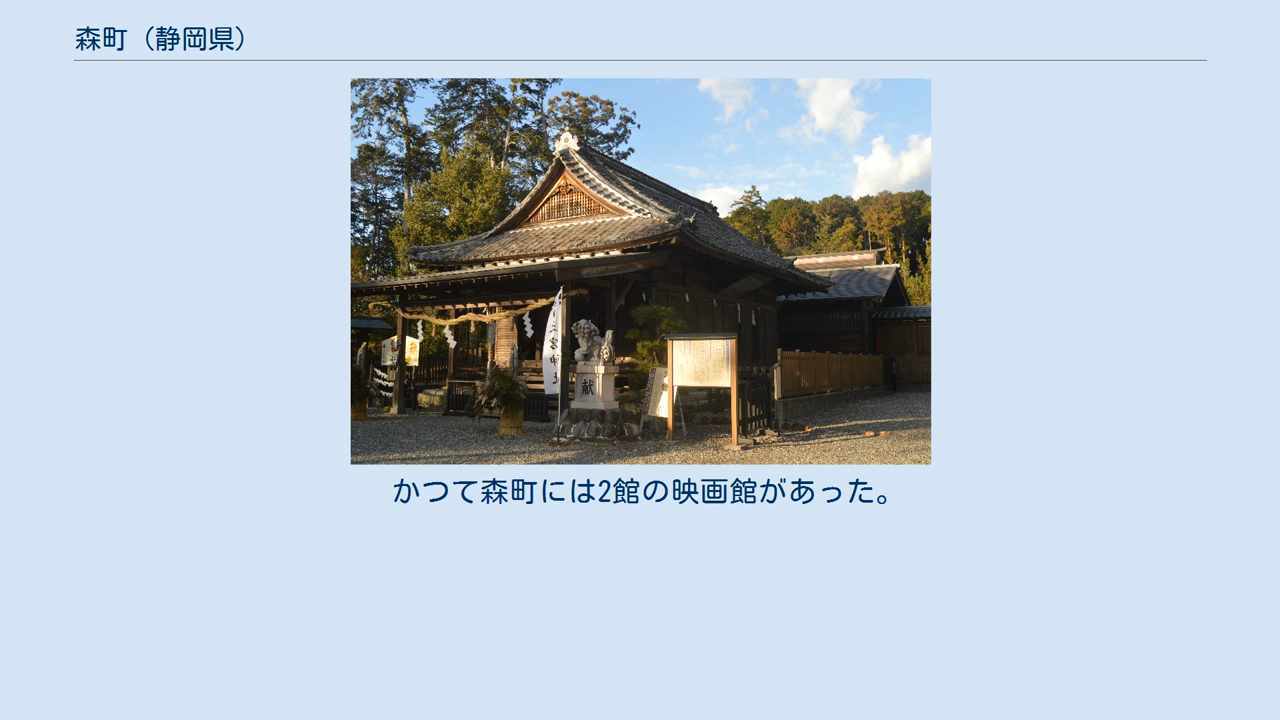 森町（静岡県）
かつて森町には2館の映画館があった。
献